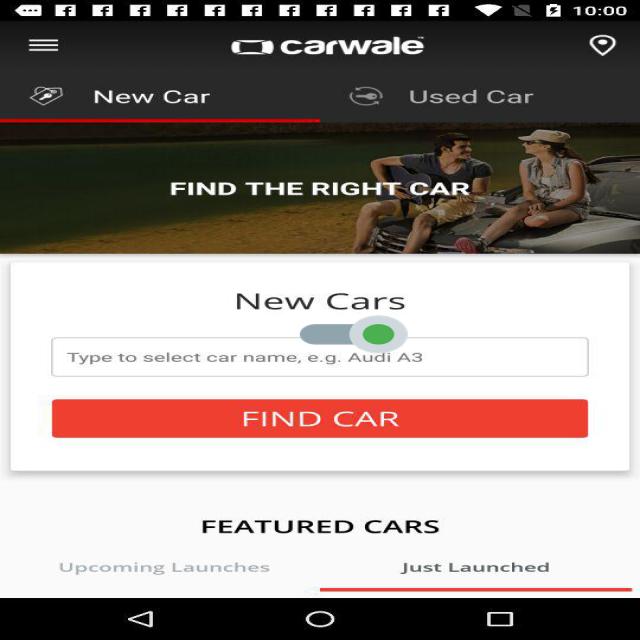 10:00
carwale™
New Car
Used Car
FIND THE RIGHT CAR
New Cars
Type to select car name, e.g. Audi A3
FIND CAR
FEATURED CARS
Upcoming Launches
Just Launched